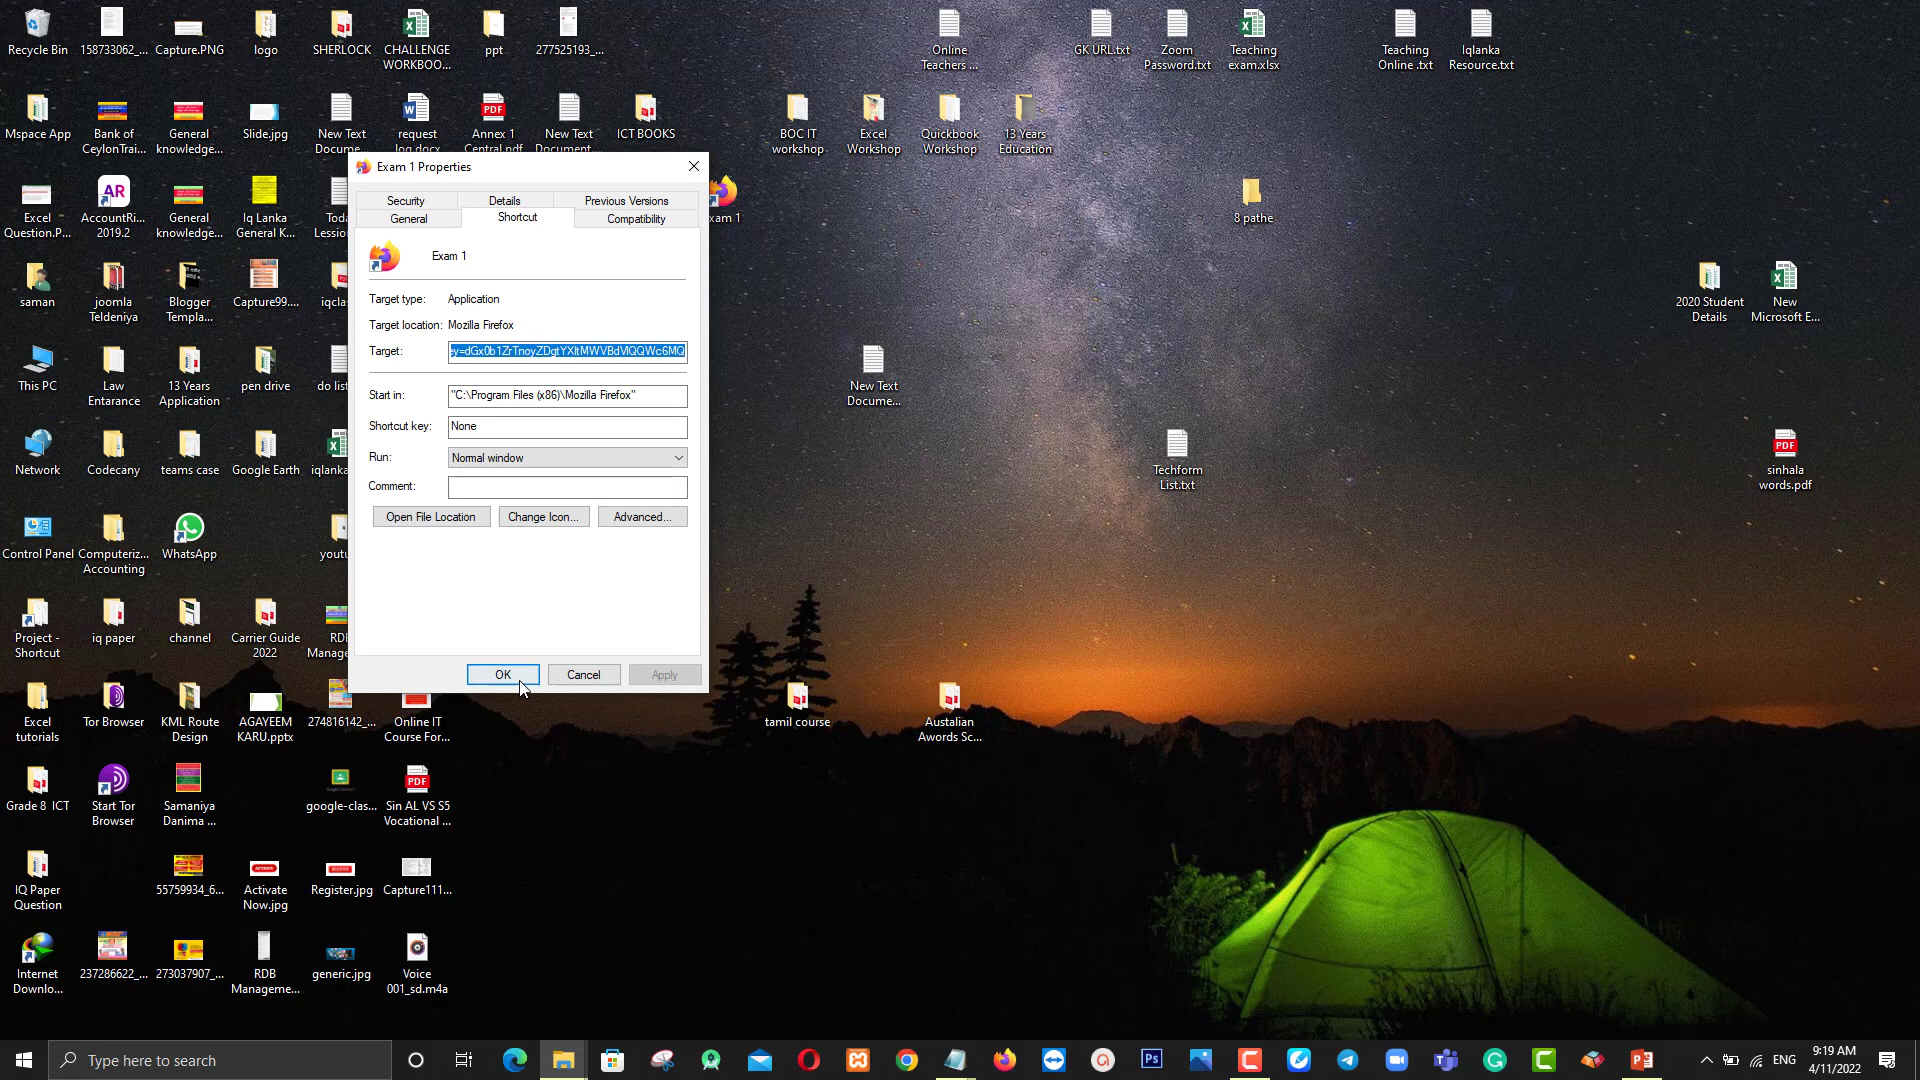 Recycle Bin
158733062_...
Capture.PNG
logo
SHERLOCK
CHALLENGE
WORKBOO...
ppt
277525193_...
Online
Teachers ...
GK URL.txt
Zoom
Password.txt
Teaching
exam.xlsx
Teaching
Online .txt
Iqlanka
Resource.txt
Mspace App
Bank of
CeylonTrai...
General
knowledge...
Slide.jpg
New Text
Docume...
request
log.docx
Annex 1
Central.pdf
New Text
Document...
ICT BOOKS
BOC IT
workshop
Excel
Workshop
Quickbook
Workshop
13 Years
Education
Exam 1 Properties
Security
Details
Previous Versions
General
Shortcut
Compatibility
Exam 1
Target type:
Application
Target location:
Mozilla Firefox
Target:
Start in:
"C:\Program Files (x86)\Mozilla Firefox"
Shortcut key:
None
Run:
Normal window
Comment:
Open File Location
Change Icon...
Advanced...
OK
Cancel
Apply
Excel
Question.P...
AR
AccountRi...
2019.2
General
knowledge...
Iq Lanka
General K...
Toda
Lession
xam 1
8 pathe
saman
joomla
Teldeniya
Blogger
Templa...
Capture99....
iqclas
2020 Student
Details
New
Microsoft E...
This PC
Law
Entarance
13 Years
Application
pen drive
do list
New Text
Docume...
Network
Codecany
teams case
Google Earth
iqlanka
Techform
List.txt
sinhala
words.pdf
Control Panel
Computeriz...
Accounting
WhatsApp
youtu
Project -
Shortcut
iq paper
channel
Carrier Guide
2022
RDB
Manage
Excel
tutorials
Tor Browser
KML Route
Design
AGAYEEM
KARU.pptx
274816142_...
Online IT
Course For...
tamil course
Austalian
Awords Sc...
Grade 8  ICT
Start Tor
Browser
Samaniya
Danima ...
google-clas...
Sin AL VS S5
Vocational ...
IQ Paper
Question
55759934_6...
Activate
Now.jpg
Register.jpg
Capture111...
Internet
Downlo...
237286622_...
273037907_...
RDB
Manageme...
generic.jpg
Voice
001_sd.m4a
Type here to search
ENG
9:19 AM
4/11/2022